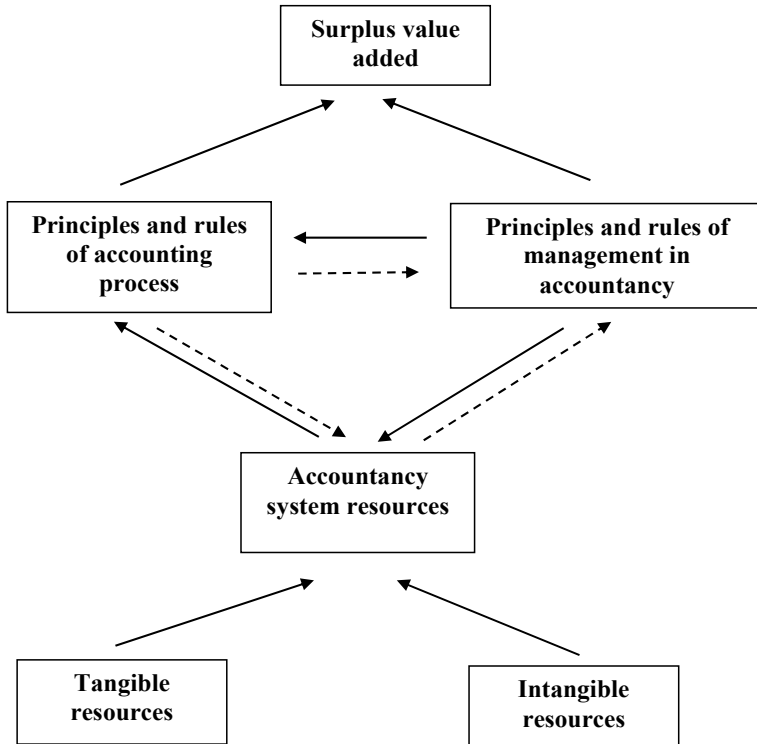 Surplus value
added
Principles and rules
of accounting
process
Principles and rules of
management in
accountancy
Accountancy
system resources
Tangible
resources
Intangible
resources